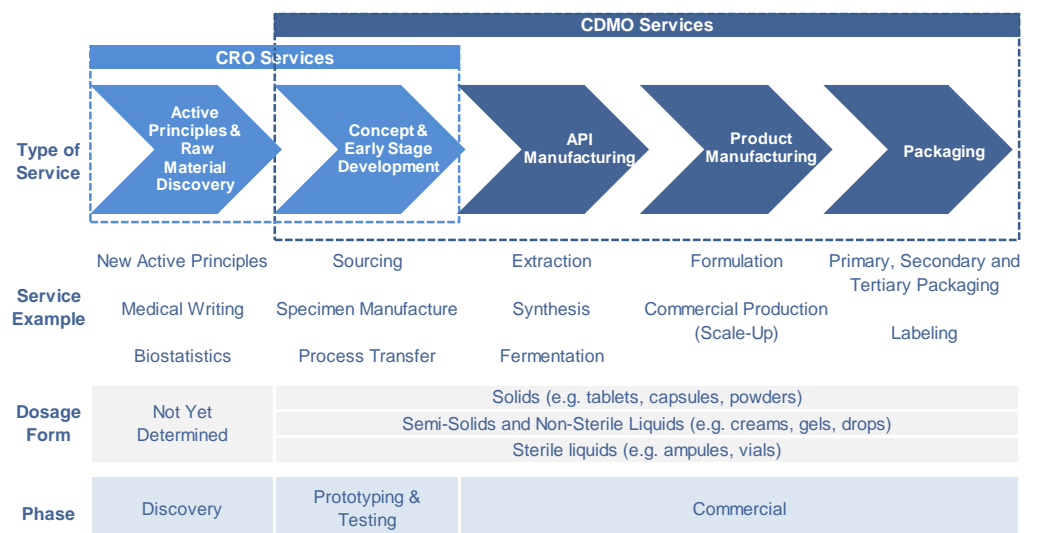 CDMO Services
CRO Services
Type of
Service
Active
Principles &
Raw
Material
Discovery
Concept &
Early Stage
Development
API
Manufacturing
Product
Manufacturing
Packaging
Service
Example
New Active Principles
Medical Writing
Biostatistics
Sourcing
Specimen Manufacture
Process Transfer
Extraction
Synthesis
Fermentation
Formulation
Commercial Production
(Scale-Up)
Primary, Secondary and
Tertiary Packaging
Labeling
Dosage
Form
Not Yet
Determined
Solids (e.g. tablets, capsules, powders)
Semi-Solids and Non-Sterile Liquids (e.g. creams, gels, drops)
Sterile liquids (e.g. ampules, vials)
Phase
Discovery
Prototyping &
Testing
Commercial